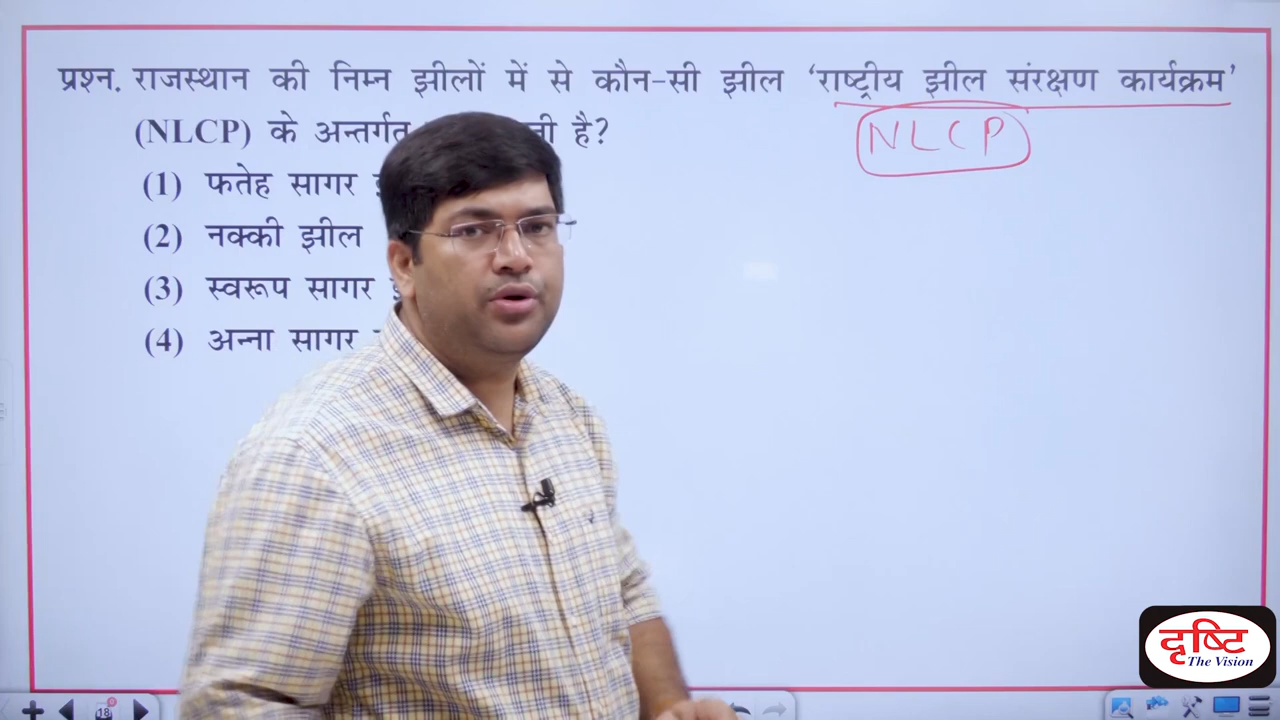 प्रश्न. राजस्थान की निम्न झीलों में से कौन-सी झील 'राष्ट्रीय झील संरक्षण कार्यक्रम'
(NLCP) के अन्तर्गत है?
NLCP
(1) फतेह सागर
(2) नक्की झील
(3) स्वरूप सागर
(4) अन्ना सागर
दृष्टि
The Vision
18